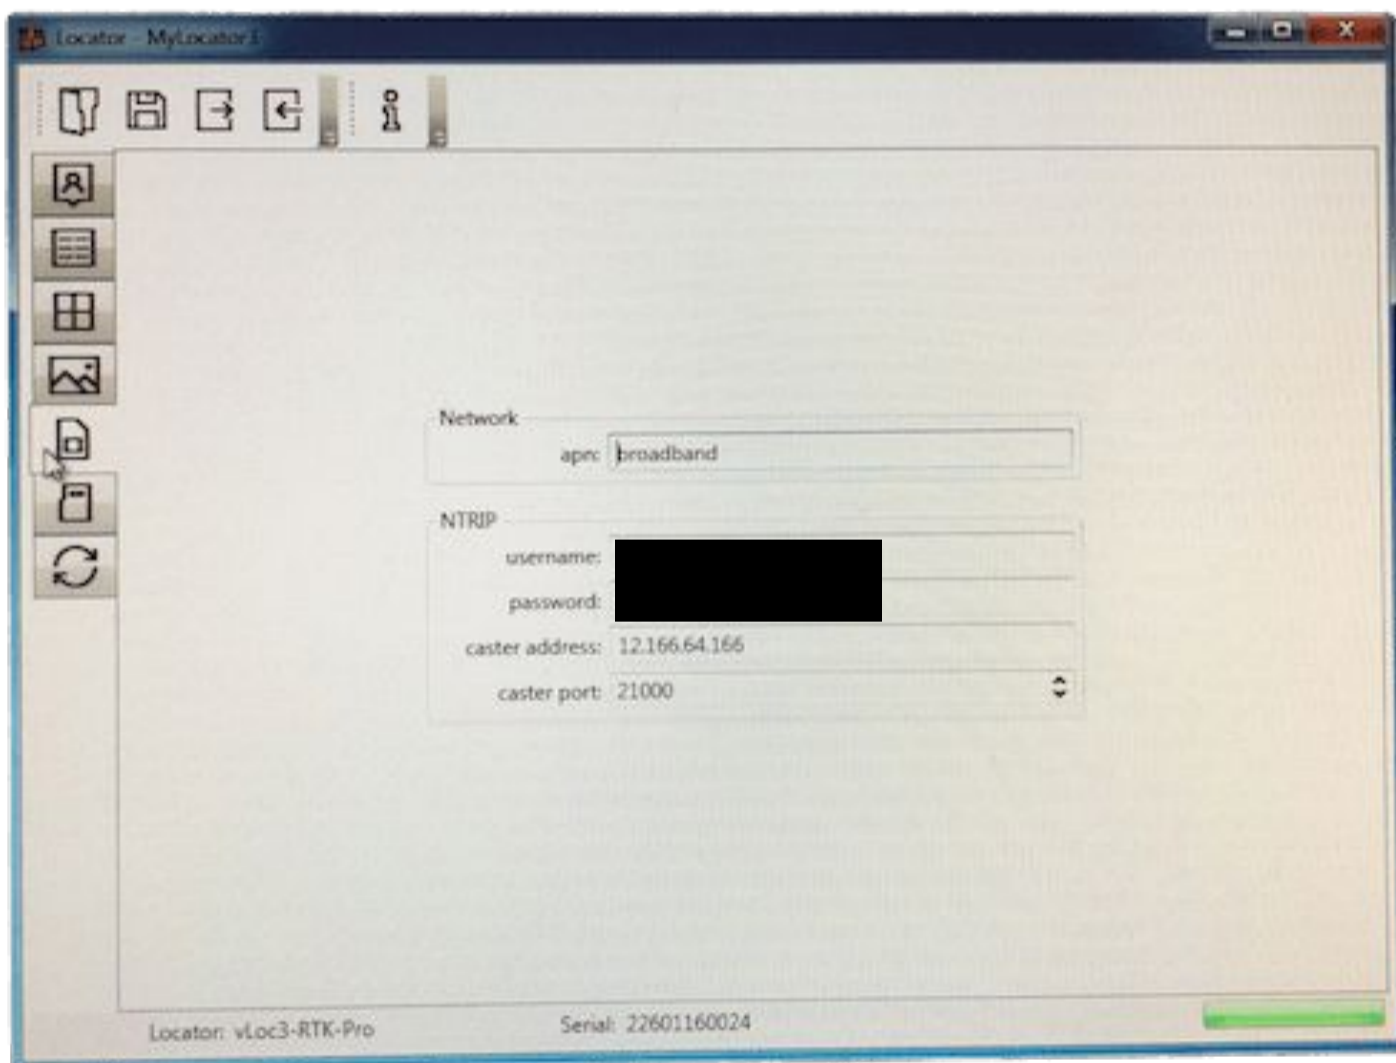 Locator - MyLocator3
Network
apn: broadband
NTRIP
username:
password:
caster address: 12.166.64.166
caster port: 21000
Locator: vLoc3-RTK-Pro
Serial: 22601160024